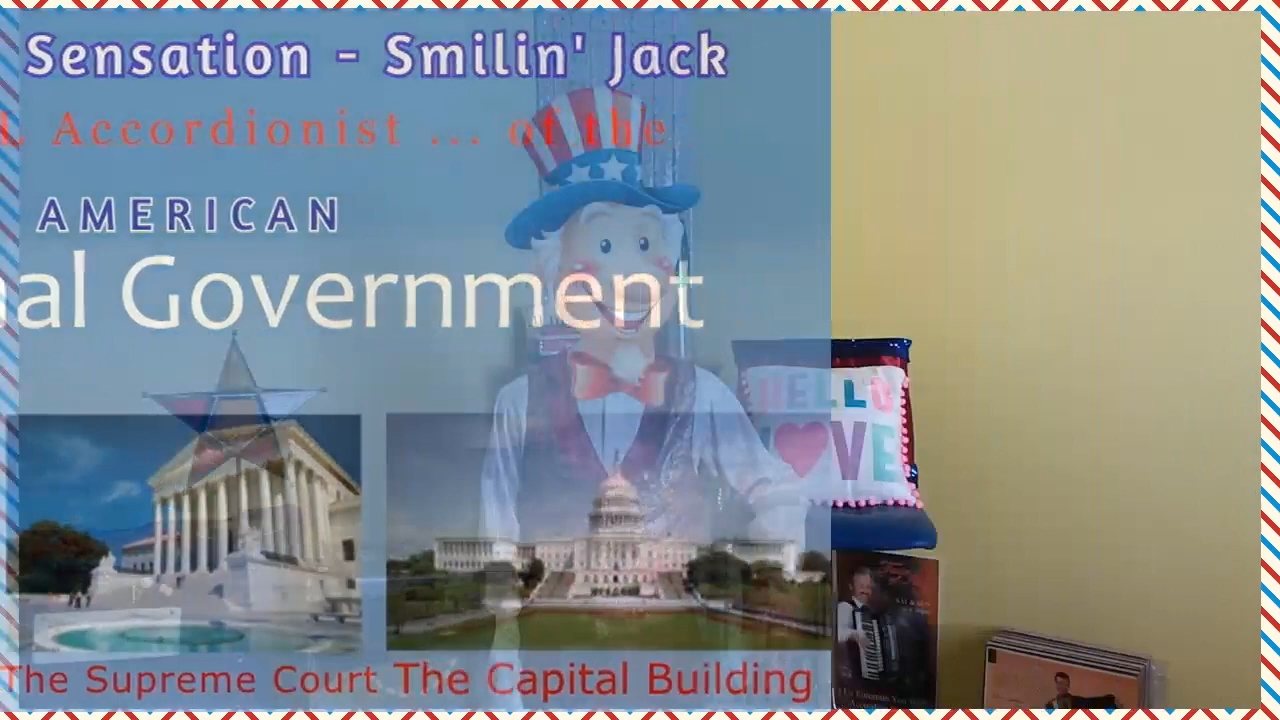 Sensation - Smilin' Jack
Accordionist ... of the
AMERICAN
al Government
HELLO
LOVE
The Supreme Court The Capital Building